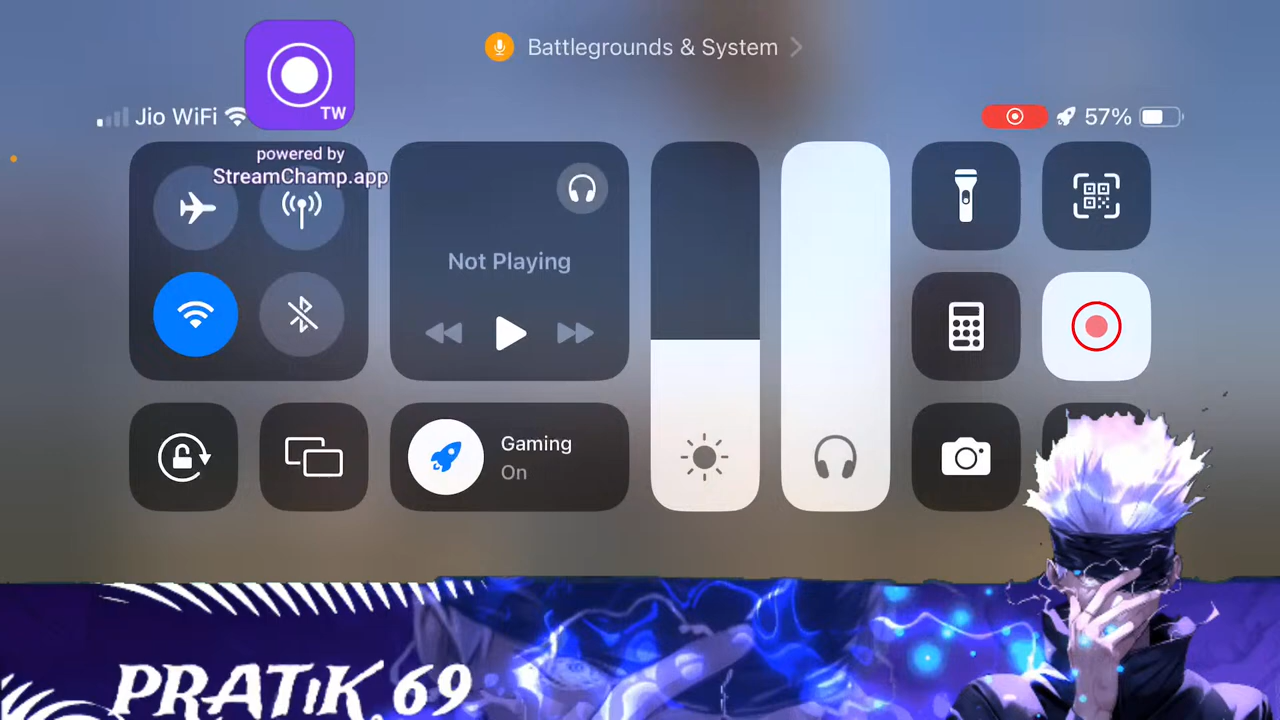 Battlegrounds & System
TW
Jio WiFi
57%
powered by
StreamChamp.app
Not Playing
Gaming
On
PRATiK.69